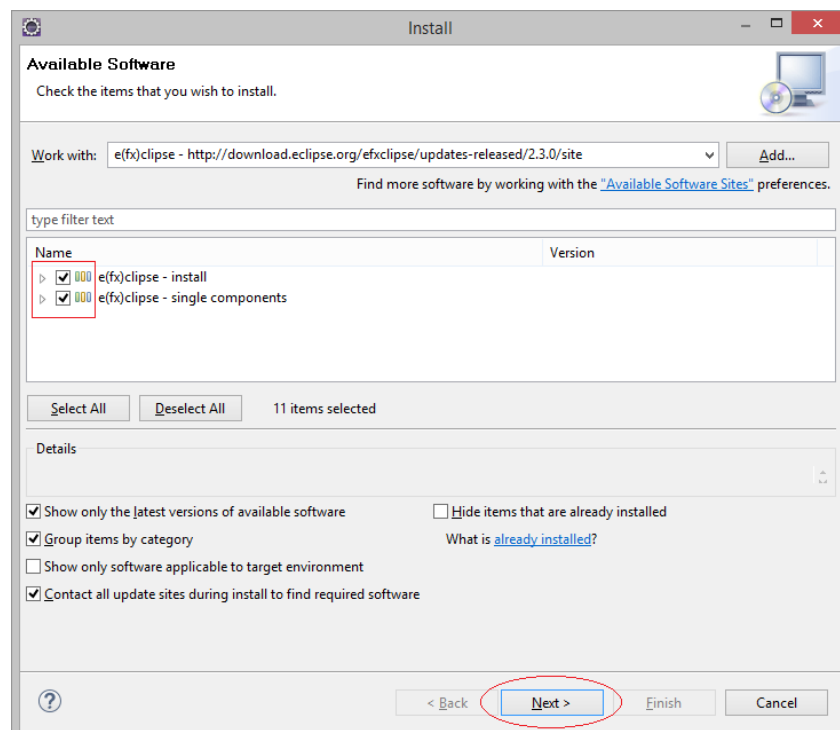 Install
Available Software
Check the items that you wish to install.
Work with: e(fx)clipse - http://download.eclipse.org/efxclipse/updates-released/2.3.0/site Add...
Find more software by working with the "Available Software Sites" preferences.
type filter text
Name Version
e(fx)clipse - install
e(fx)clipse - single components
Select All Deselect All 11 items selected
Details
Show only the latest versions of available software Hide items that are already installed
Group items by category What is already installed?
Show only software applicable to target environment
Contact all update sites during install to find required software
? < Back Next > Finish Cancel